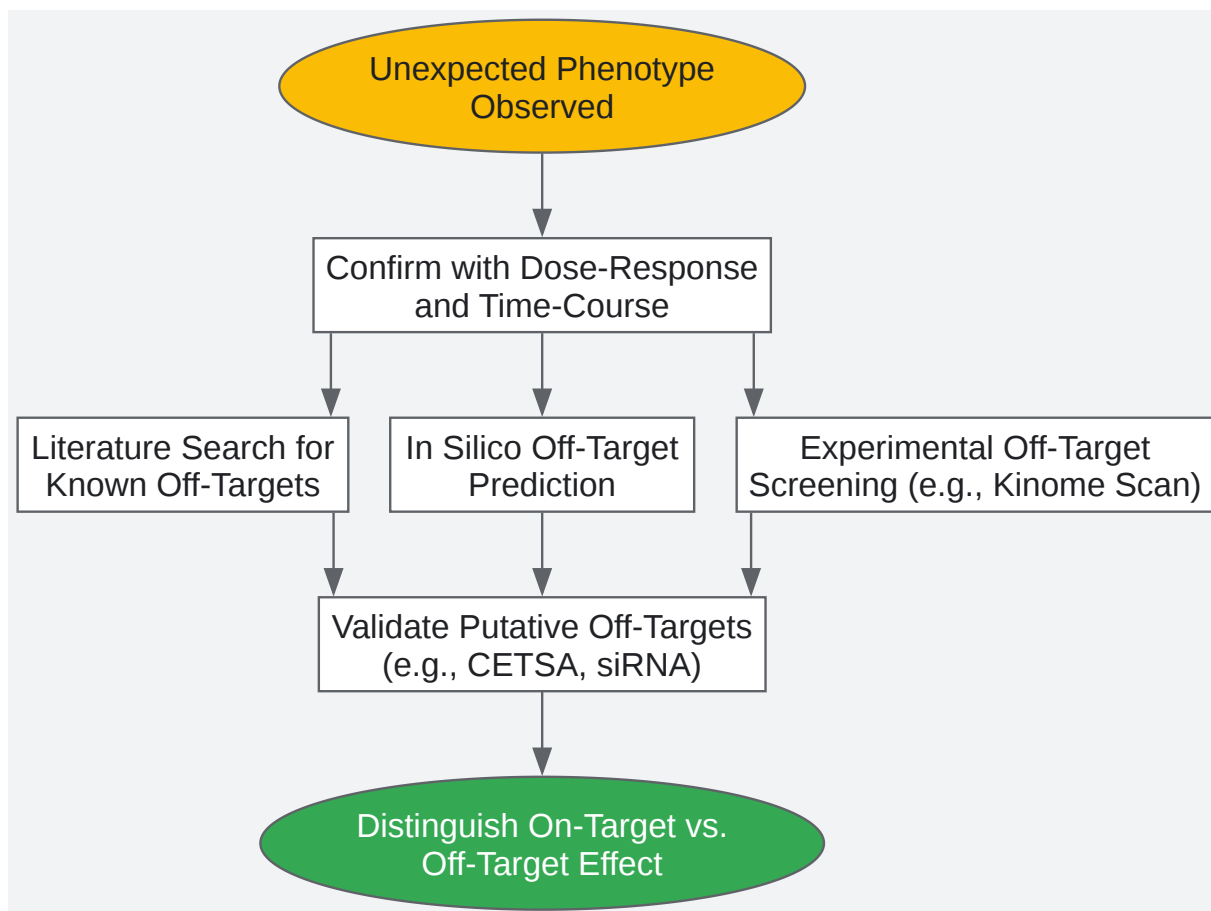 Unexpected Phenotype
Observed
Confirm with Dose-Response
and Time-Course
Literature Search for
Known Off-Targets
In Silico Off-Target
Prediction
Experimental Off-Target
Screening (e.g., Kinome Scan)
Validate Putative Off-Targets
(e.g., CETSA, siRNA)
Distinguish On-Target vs.
Off-Target Effect